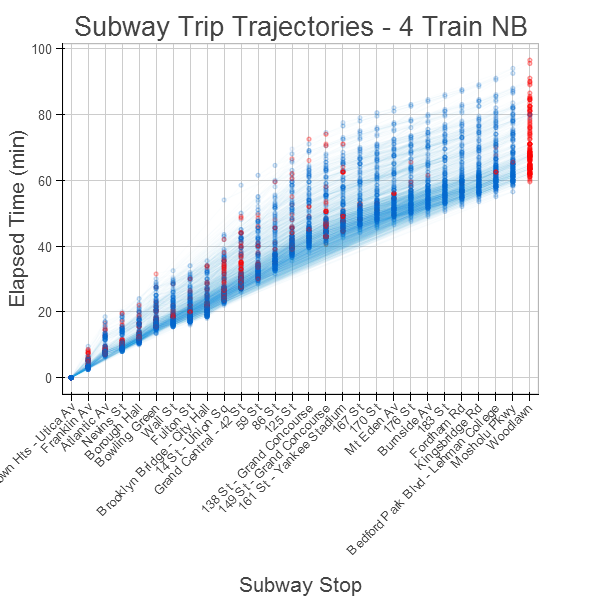 Subway Trip Trajectories - 4 Train NB
Elapsed Time (min)
100
80
60
40
20
0
own Hts - Utica Av
Franklin Av
Atlantic Av
Nevins St
Borough Hall
Bowling Green
Wall St
Fulton St
Brooklyn Bridge - City Hall
14 St - Union Sq
Grand Central - 42 St
59 St
86 St
125 St
138 St - Grand Concourse
149 St - Grand Concourse
161 St - Yankee Stadium
167 St
170 St
Mt Eden Av
176 St
Burnside Av
183 St
Fordham Rd
Kingsbridge Rd
Bedford Park Blvd - Lehman College
Mosholu Pkwy
Woodlawn
Subway Stop